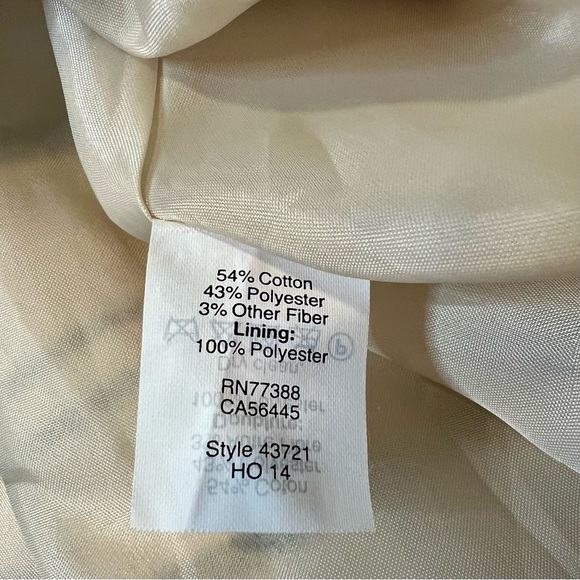 54% Cotton
43% Polyester
3% Other Fiber
Lining:
100% Polyester
RN77388
CA56445
Style 43721
HO 14